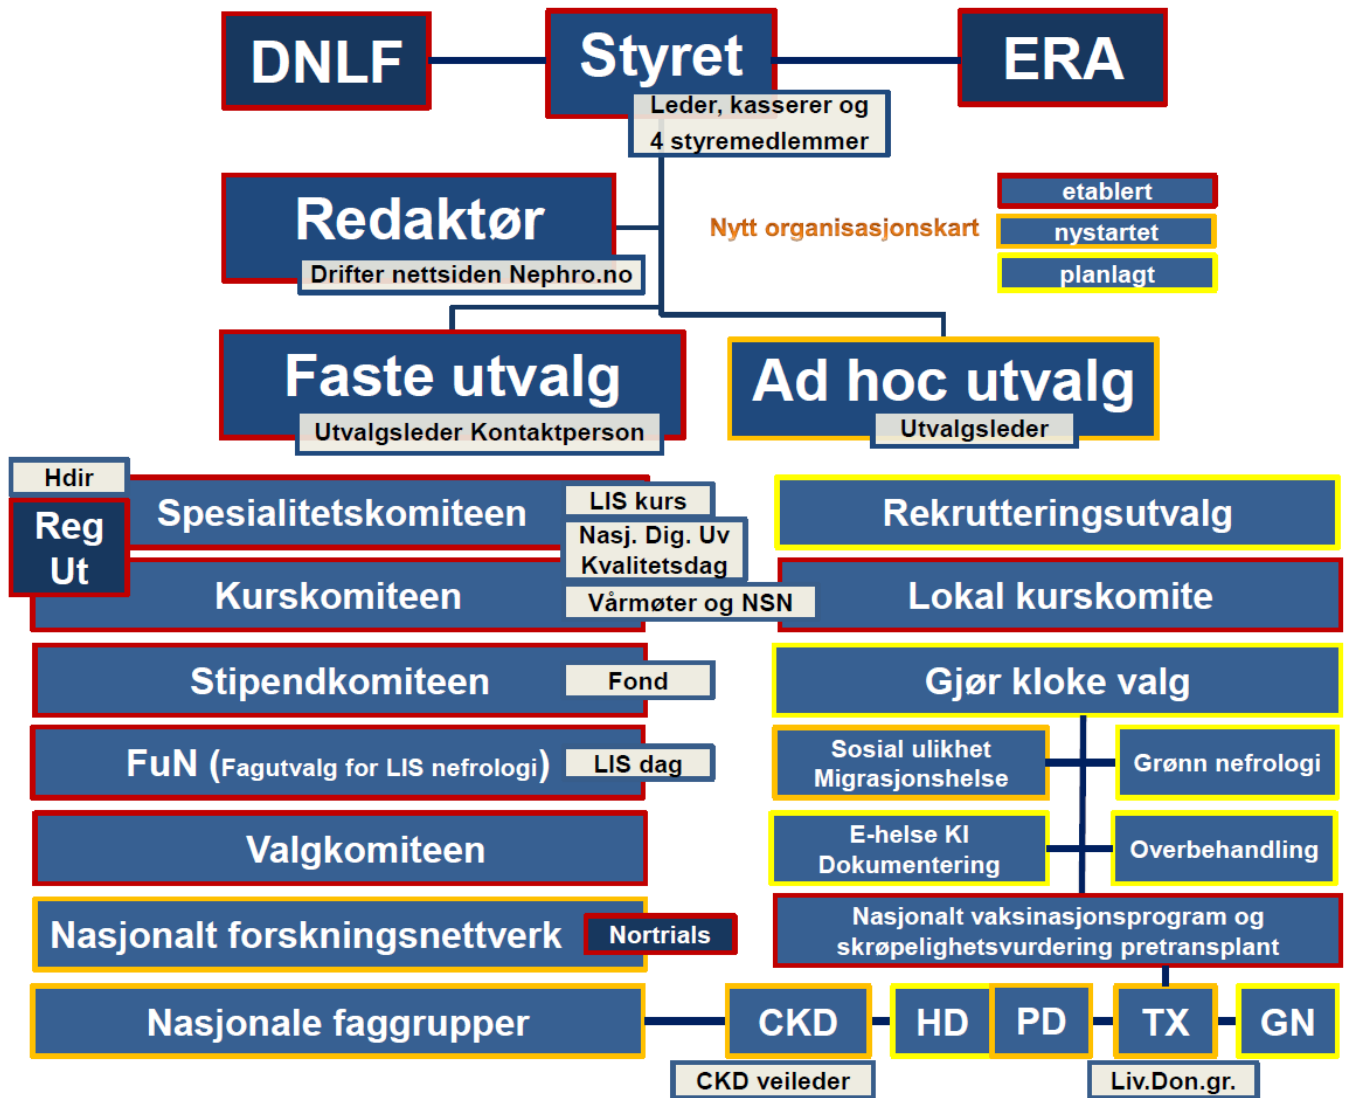 DNLF
Styret
ERA
Leder, kasserer og
4 styremedlemmer
Redaktør
Drifter nettsiden Nephro.no
Nytt organisasjonskart
etablert
nystartet
planlagt
Faste utvalg
Utvalgsleder Kontaktperson
Ad hoc utvalg
Utvalgsleder
Hdir
Reg
Ut
Spesialitetskomiteen
LIS kurs
Nasj. Dig. Uv
Kvalitetsdag
Rekrutteringsutvalg
Kurskomiteen
Vårmøter og NSN
Lokal kurskomite
Stipendkomiteen
Fond
Gjør kloke valg
FuN (Fagutvalg for LIS nefrologi)
LIS dag
Sosial ulikhet
Migrasjonshelse
Grønn nefrologi
Valgkomiteen
E-helse KI
Dokumentering
Overbehandling
Nasjonalt forskningsnettverk
Nortrials
Nasjonalt vaksinasjonsprogram og
skrøpelighetsvurdering pretransplant
Nasjonale faggrupper
CKD
HD
PD
TX
GN
CKD veileder
Liv.Don.gr.